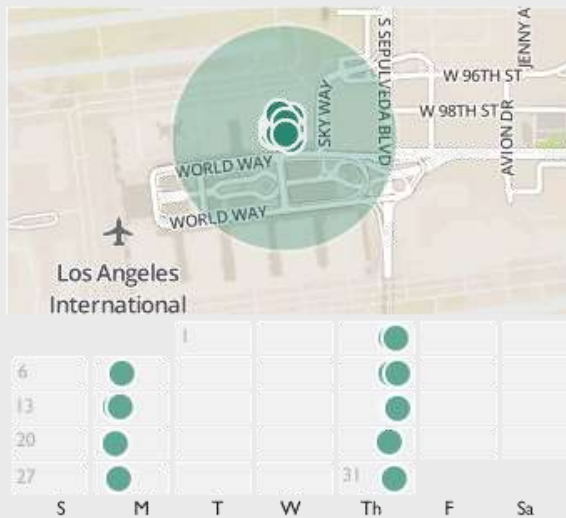 S SEPULVEDA BLVD
JENNY A
W 96TH ST
SKY WAY
W 98TH ST
AVION DR
WORLD WAY
WORLD WAY
Los Angeles
International
1
6
13
20
27 31
S M T W Th F Sa